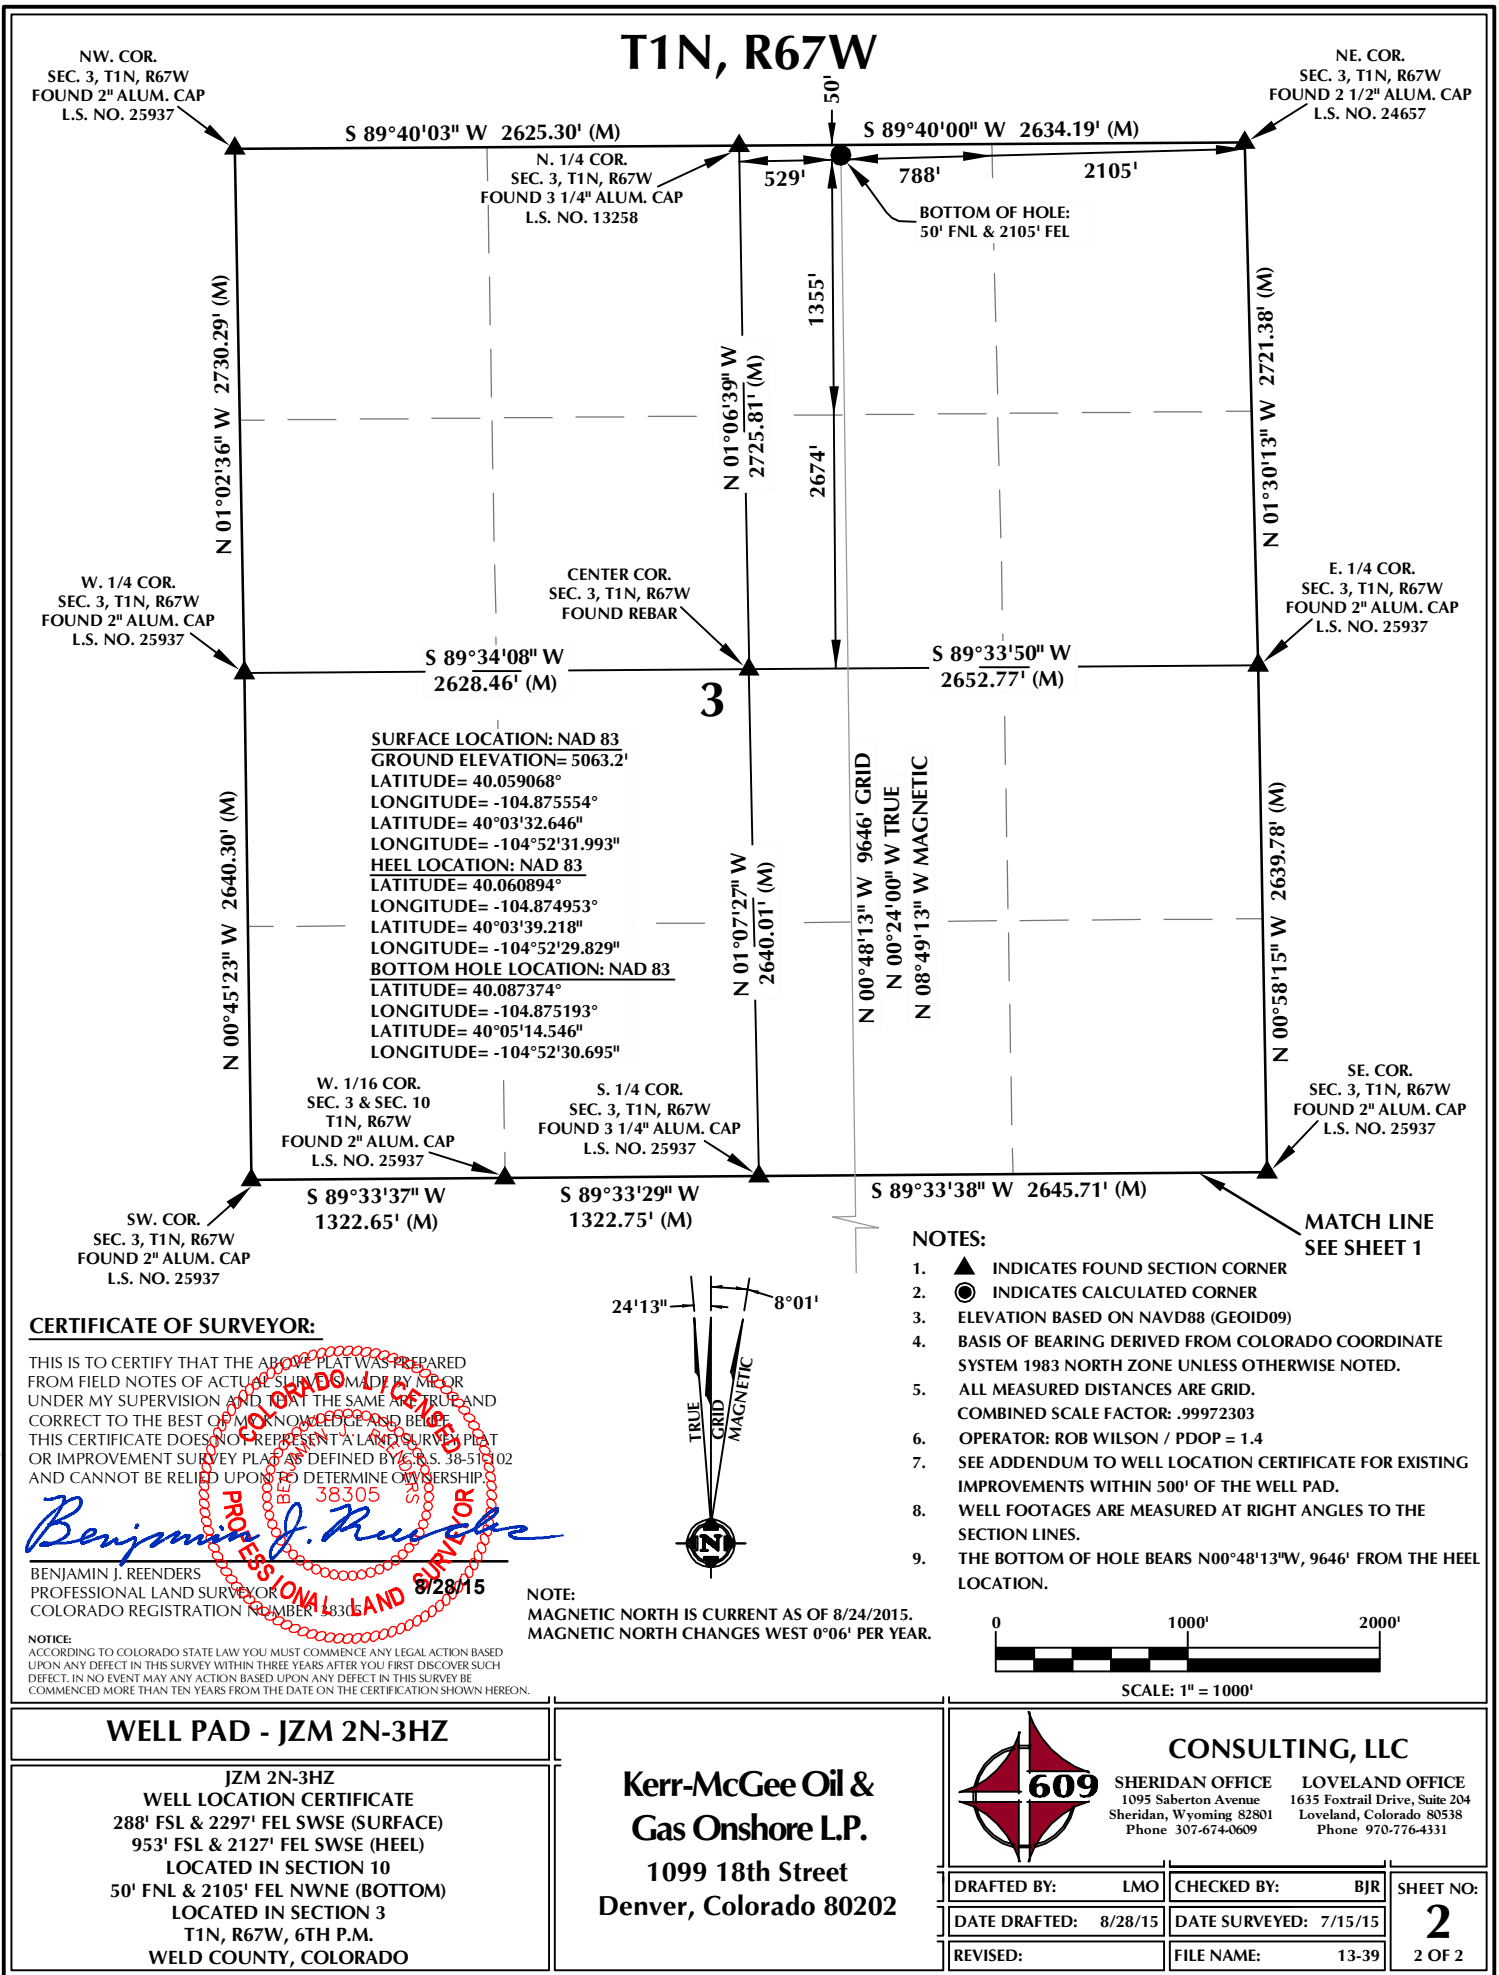 T1N, R67W
NW. COR.
SEC. 3, T1N, R67W
FOUND 2" ALUM. CAP
L.S. NO. 25937
NE. COR.
SEC. 3, T1N, R67W
FOUND 2 1/2" ALUM. CAP
L.S. NO. 24657
S 89°40'03" W 2625.30' (M)
50'
S 89°40'00" W 2634.19' (M)
N. 1/4 COR.
SEC. 3, T1N, R67W
FOUND 3 1/4" ALUM. CAP
L.S. NO. 13258
529'
788'
2105'
BOTTOM OF HOLE:
50' FNL & 2105' FEL
N 01°02'36" W 2730.29' (M)
N 01°06'39" W
2725.81' (M)
1355'
2674'
N 01°30'13" W 2721.38' (M)
W. 1/4 COR.
SEC. 3, T1N, R67W
FOUND 2" ALUM. CAP
L.S. NO. 25937
CENTER COR.
SEC. 3, T1N, R67W
FOUND REBAR
E. 1/4 COR.
SEC. 3, T1N, R67W
FOUND 2" ALUM. CAP
L.S. NO. 25937
S 89°34'08" W
2628.46' (M)
S 89°33'50" W
2652.77' (M)
3
SURFACE LOCATION: NAD 83
GROUND ELEVATION= 5063.2'
LATITUDE= 40.059068°
LONGITUDE= -104.875554°
LATITUDE= 40°03'32.646"
LONGITUDE= -104°52'31.993"
HEEL LOCATION: NAD 83
LATITUDE= 40.060894°
LONGITUDE= -104.874953°
LATITUDE= 40°03'39.218"
LONGITUDE= -104°52'29.829"
BOTTOM HOLE LOCATION: NAD 83
LATITUDE= 40.087374°
LONGITUDE= -104.875193°
LATITUDE= 40°05'14.546"
LONGITUDE= -104°52'30.695"
N 00°45'23" W 2640.30' (M)
N 01°07'27" W
2640.01' (M)
N 00°48'13" W 9646' GRID
N 00°24'00" W TRUE
N 08°49'13" W MAGNETIC
N 00°58'15" W 2639.78' (M)
W. 1/16 COR.
SEC. 3 & SEC. 10
T1N, R67W
FOUND 2" ALUM. CAP
L.S. NO. 25937
S. 1/4 COR.
SEC. 3, T1N, R67W
FOUND 3 1/4" ALUM. CAP
L.S. NO. 25937
SE. COR.
SEC. 3, T1N, R67W
FOUND 2" ALUM. CAP
L.S. NO. 25937
S 89°33'37" W
1322.65' (M)
S 89°33'29" W
1322.75' (M)
S 89°33'38" W 2645.71' (M)
SW. COR.
SEC. 3, T1N, R67W
FOUND 2" ALUM. CAP
L.S. NO. 25937
MATCH LINE
SEE SHEET 1
NOTES:
1. INDICATES FOUND SECTION CORNER
2. INDICATES CALCULATED CORNER
3. ELEVATION BASED ON NAVD88 (GEOID09)
4. BASIS OF BEARING DERIVED FROM COLORADO COORDINATE
SYSTEM 1983 NORTH ZONE UNLESS OTHERWISE NOTED.
5. ALL MEASURED DISTANCES ARE GRID.
COMBINED SCALE FACTOR: .99972303
6. OPERATOR: ROB WILSON / PDOP = 1.4
7. SEE ADDENDUM TO WELL LOCATION CERTIFICATE FOR EXISTING
IMPROVEMENTS WITHIN 500' OF THE WELL PAD.
8. WELL FOOTAGES ARE MEASURED AT RIGHT ANGLES TO THE
SECTION LINES.
9. THE BOTTOM OF HOLE BEARS N00°48'13"W, 9646' FROM THE HEEL
LOCATION.
24'13"
8°01'
TRUE
GRID
MAGNETIC
N
CERTIFICATE OF SURVEYOR:
THIS IS TO CERTIFY THAT THE ABOVE PLAT WAS PREPARED
FROM FIELD NOTES OF ACTUAL SURVEYS MADE BY ME OR
UNDER MY SUPERVISION AND THAT THE SAME ARE TRUE AND
CORRECT TO THE BEST OF MY KNOWLEDGE AND BELIEF.
THIS CERTIFICATE DOES NOT REPRESENT A LAND SURVEY PLAT
OR IMPROVEMENT SURVEY PLAT AS DEFINED BY C.R.S. 38-51-102
AND CANNOT BE RELIED UPON TO DETERMINE OWNERSHIP.
COLORADO LICENSED
PROFESSIONAL LAND SURVEYOR
BENJAMIN J. REENDERS
38305
Benjamin J. Reenders
BENJAMIN J. REENDERS
PROFESSIONAL LAND SURVEYOR
COLORADO REGISTRATION NUMBER 38305
8/28/15
NOTICE:
ACCORDING TO COLORADO STATE LAW YOU MUST COMMENCE ANY LEGAL ACTION BASED
UPON ANY DEFECT IN THIS SURVEY WITHIN THREE YEARS AFTER YOU FIRST DISCOVER SUCH
DEFECT. IN NO EVENT MAY ANY ACTION BASED UPON ANY DEFECT IN THIS SURVEY BE
COMMENCED MORE THAN TEN YEARS FROM THE DATE ON THE CERTIFICATION SHOWN HEREON.
NOTE:
MAGNETIC NORTH IS CURRENT AS OF 8/24/2015.
MAGNETIC NORTH CHANGES WEST 0°06' PER YEAR.
0 1000' 2000'
SCALE: 1" = 1000'
WELL PAD - JZM 2N-3HZ
JZM 2N-3HZ
WELL LOCATION CERTIFICATE
288' FSL & 2297' FEL SWSE (SURFACE)
953' FSL & 2127' FEL SWSE (HEEL)
LOCATED IN SECTION 10
50' FNL & 2105' FEL NWNE (BOTTOM)
LOCATED IN SECTION 3
T1N, R67W, 6TH P.M.
WELD COUNTY, COLORADO
Kerr-McGee Oil &
Gas Onshore L.P.
1099 18th Street
Denver, Colorado 80202
609
CONSULTING, LLC
SHERIDAN OFFICE
1095 Saberton Avenue
Sheridan, Wyoming 82801
Phone 307-674-0609
LOVELAND OFFICE
1635 Foxtrail Drive, Suite 204
Loveland, Colorado 80538
Phone 970-776-4331
DRAFTED BY: LMO
CHECKED BY: BJR
DATE DRAFTED: 8/28/15
DATE SURVEYED: 7/15/15
REVISED:
FILE NAME: 13-39
SHEET NO:
2
2 OF 2